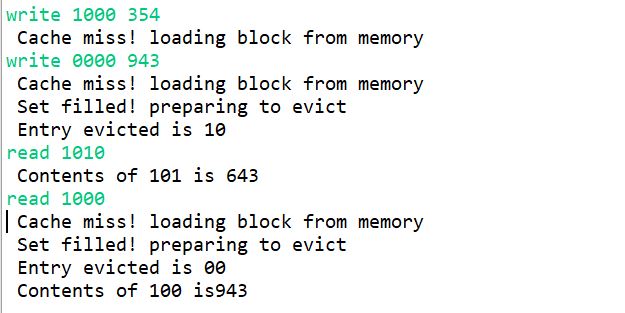 write 1000 354
Cache miss! loading block from memory
write 0000 943
Cache miss! loading block from memory
Set filled! preparing to evict
Entry evicted is 10
read 1010
Contents of 101 is 643
read 1000
Cache miss! loading block from memory
Set filled! preparing to evict
Entry evicted is 00
Contents of 100 is943